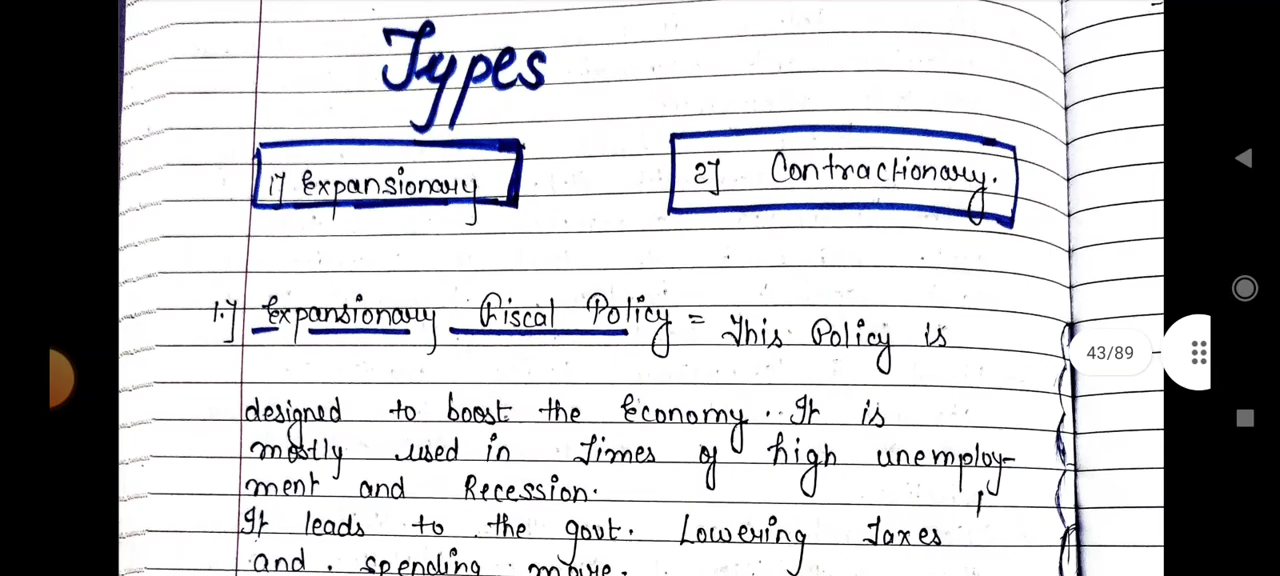 Types
1) Expansionary
2) Contractionary.
1.) Expansionary Fiscal Policy = This Policy is
designed to boost the Economy. It is
mostly used in Times of high unemploy-
ment and Recession.
It leads to the govt. Lowering Taxes
and spending more.
43/89